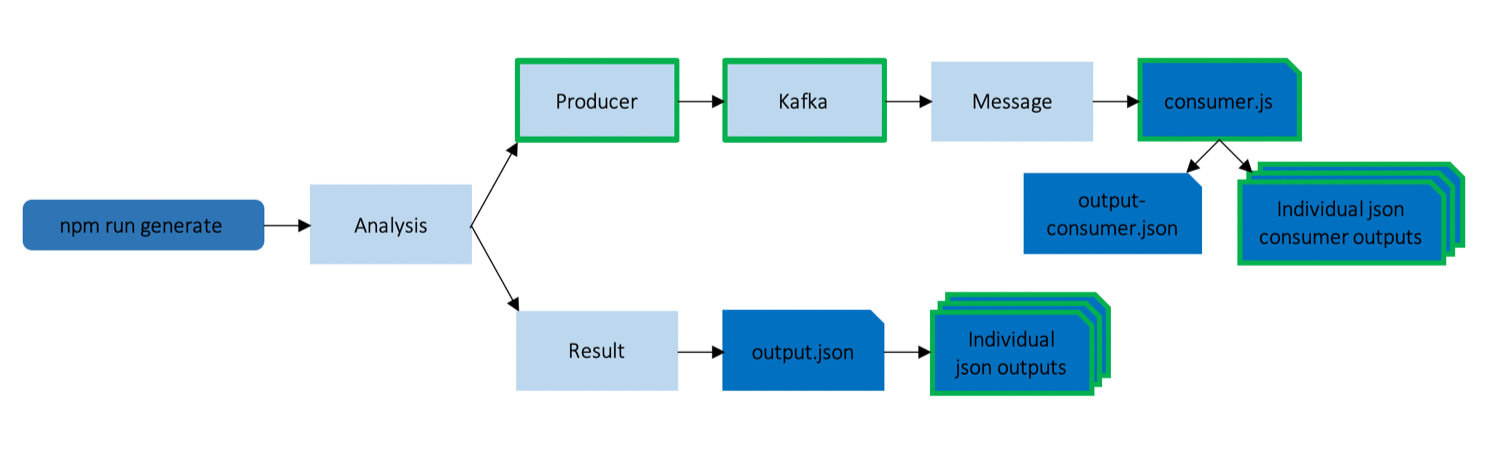 Producer
Kafka
Message
consumer.js
npm run generate
Analysis
output-
consumer.json
Individual json
consumer outputs
Result
output.json
Individual
json outputs